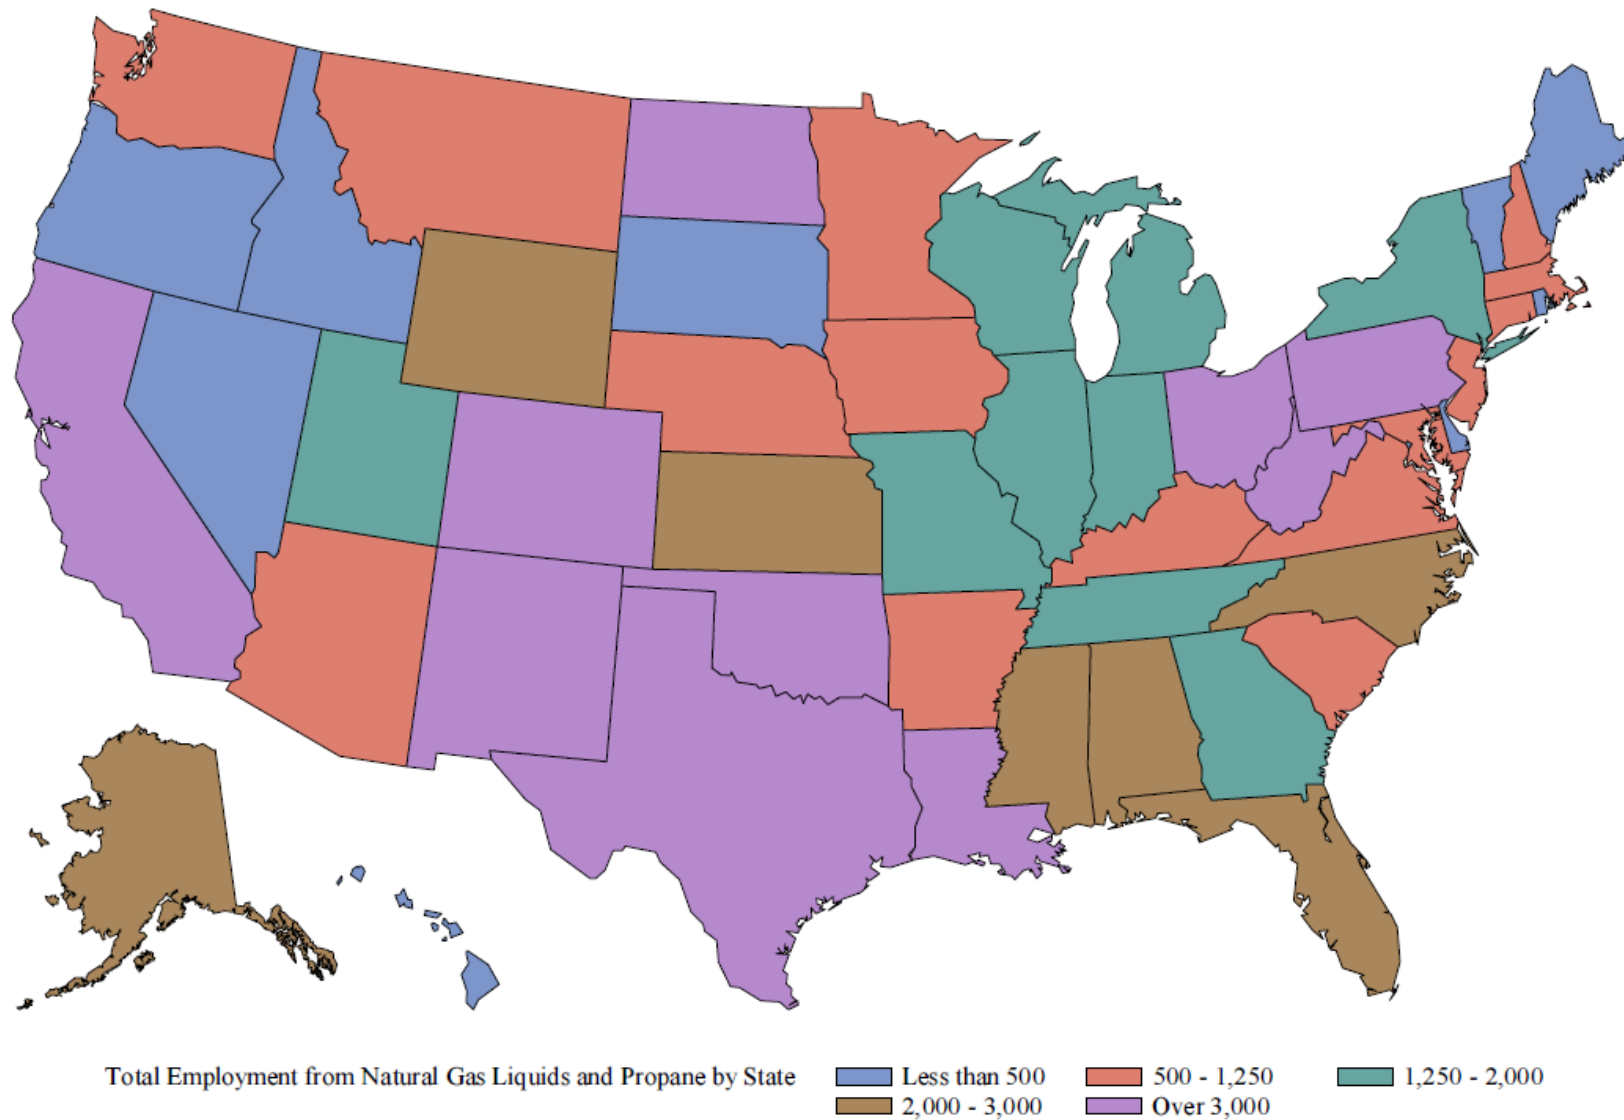 Total Employment from Natural Gas Liquids and Propane by State Less than 500 500 - 1,250 1,250 - 2,000
2,000 - 3,000 Over 3,000